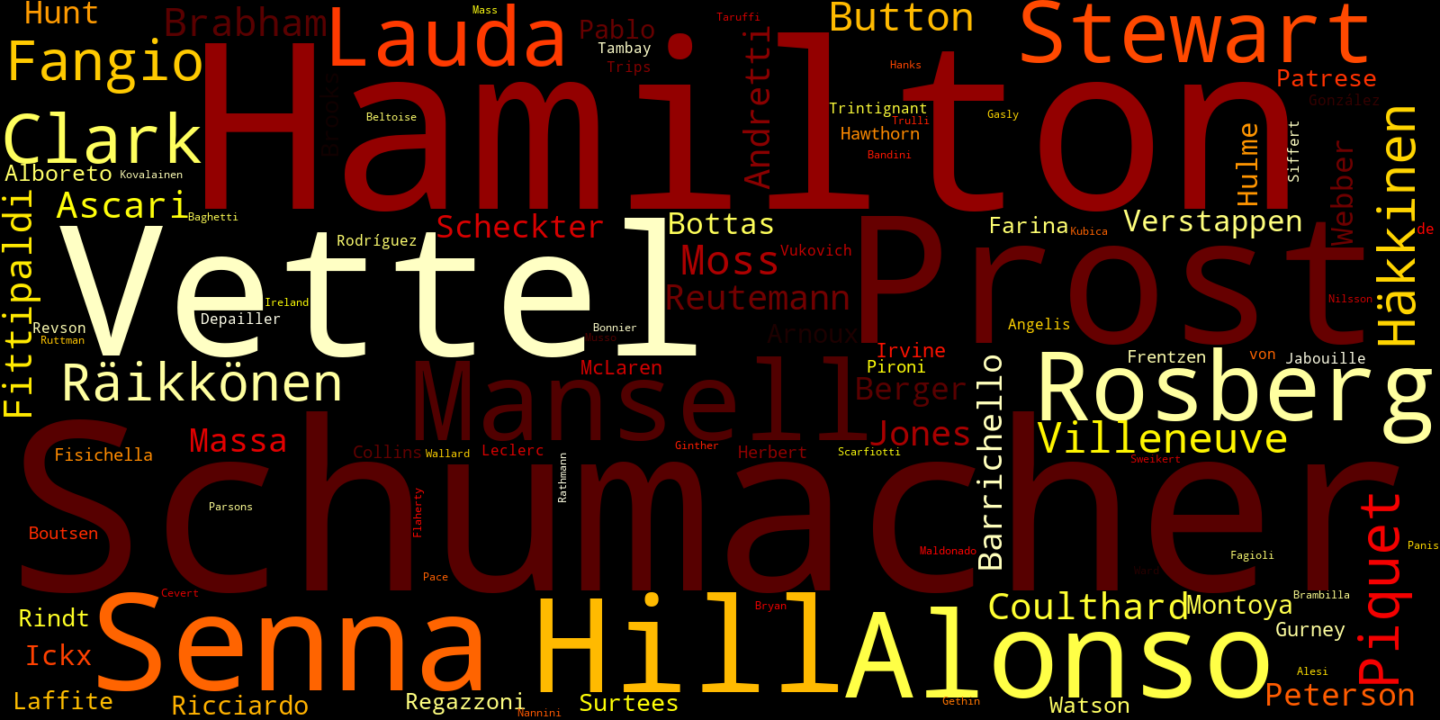 Hunt
Brabham
Lauda
Mass
Pablo
Tambay
Trips
Taruffi
Button
Stewart
Fangio
Hamilton
Andretti
Hanks
Patrese
González
Clark
Brooks
Beltoise
Trintignant
Trulli
Gasly
Hawthorn
Bandini
Hulme
Siffert
Webber
Häkkinen
Alboreto
Kovalainen
Fittipaldi
Ascari
Baghetti
Scheckter
Bottas
Farina
Kubica
Verstappen
de
Vettel
Rodríguez
Moss
Vukovich
Prost
Reutemann
Ireland
Nilsson
Depailler
Revson
Ruttman
Bonnier
Musso
Arnoux
Angelis
Räikkönen
McLaren
Irvine
Pironi
Frentzen
von
Jabouille
Mansell
Berger
Barrichello
Rosberg
Massa
Jones
Villeneuve
Fisichella
Collins
Wallard
Leclerc
Ginther
Herbert
Scarfiotti
Sweikert
Schumacher
Rathmann
Parsons
Flaherty
Boutsen
Maldonado
Fagioli
Panis
Piquet
Pace
Cevert
Senna
Hill
Bryan
Alonso
Coulthard
Montoya
Brambilla
Rindt
Gurney
Ickx
Alesi
Laffite
Ricciardo
Regazzoni
Nannini
Surtees
Gethin
Watson
Peterson